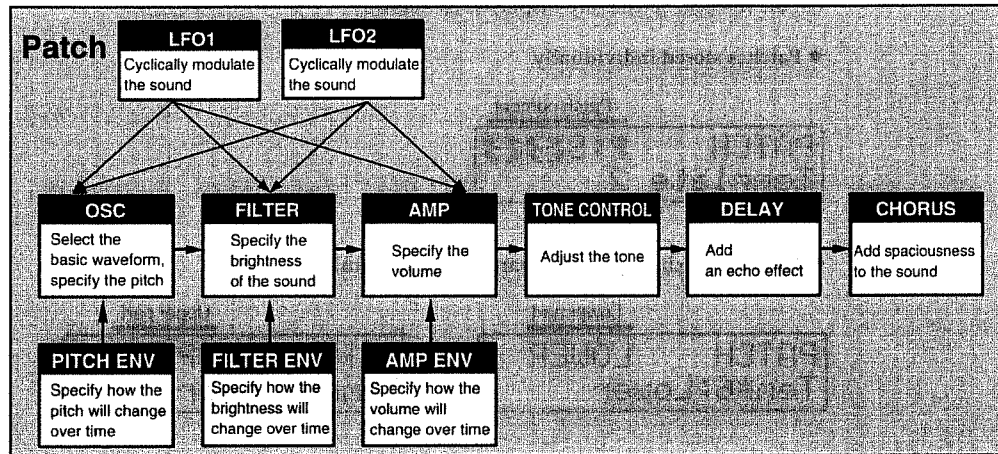 Patch
LFO1
Cyclically modulate
the sound
LFO2
Cyclically modulate
the sound
OSC
Select the
basic waveform,
specify the pitch
FILTER
Specify the
brightness
of the sound
AMP
Specify the
volume
TONE CONTROL
Adjust the tone
DELAY
Add
an echo effect
CHORUS
Add spaciousness
to the sound
PITCH ENV
Specify how the
pitch will change
over time
FILTER ENV
Specify how the
brightness will
change over time
AMP ENV
Specify how the
volume will
change over time